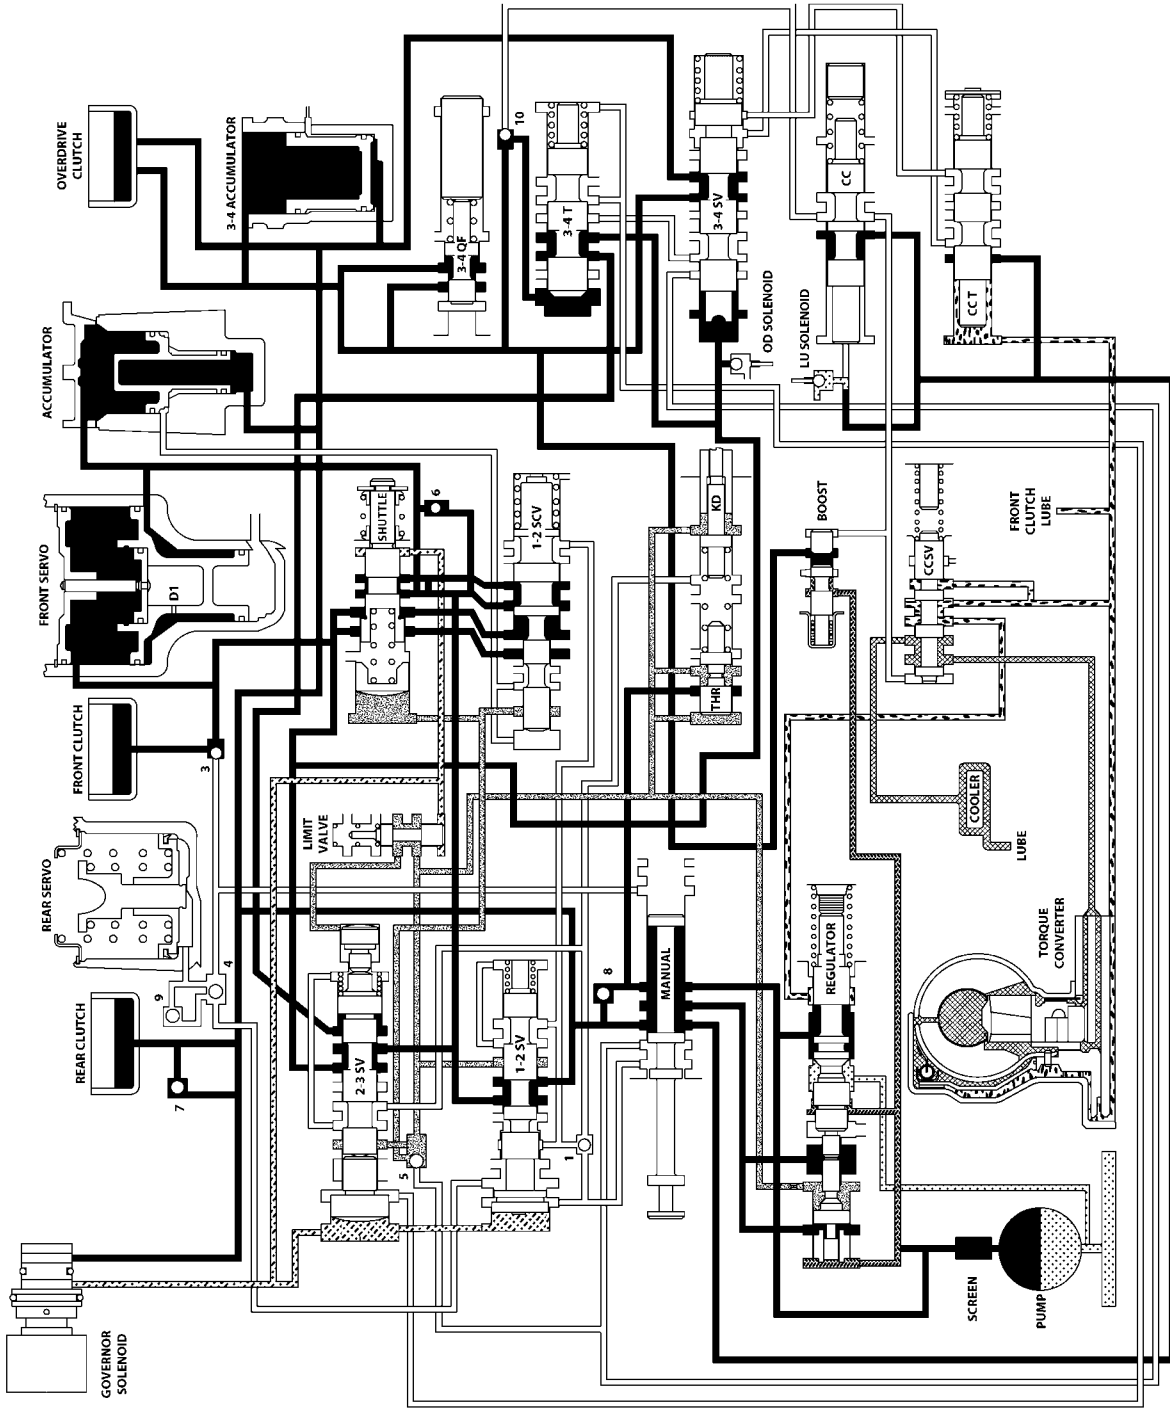 OVERDRIVE
CLUTCH
3-4 ACCUMULATOR
ACCUMULATOR
FRONT SERVO
D1
FRONT CLUTCH
3
REAR SERVO
4
9
REAR CLUTCH
7
GOVERNOR
SOLENOID
3-4 QF
10
3-4 T
SHUTTLE
6
1-2 SCV
LIMIT
VALVE
2-3 SV
5
1-2 SV
1
3-4 SV
OD SOLENOID
KD
THR
8
MANUAL
CC
LU SOLENOID
BOOST
REGULATOR
CC T
CCSV
FRONT
CLUTCH
LUBE
COOLER
LUBE
TORQUE
CONVERTER
SCREEN
PUMP